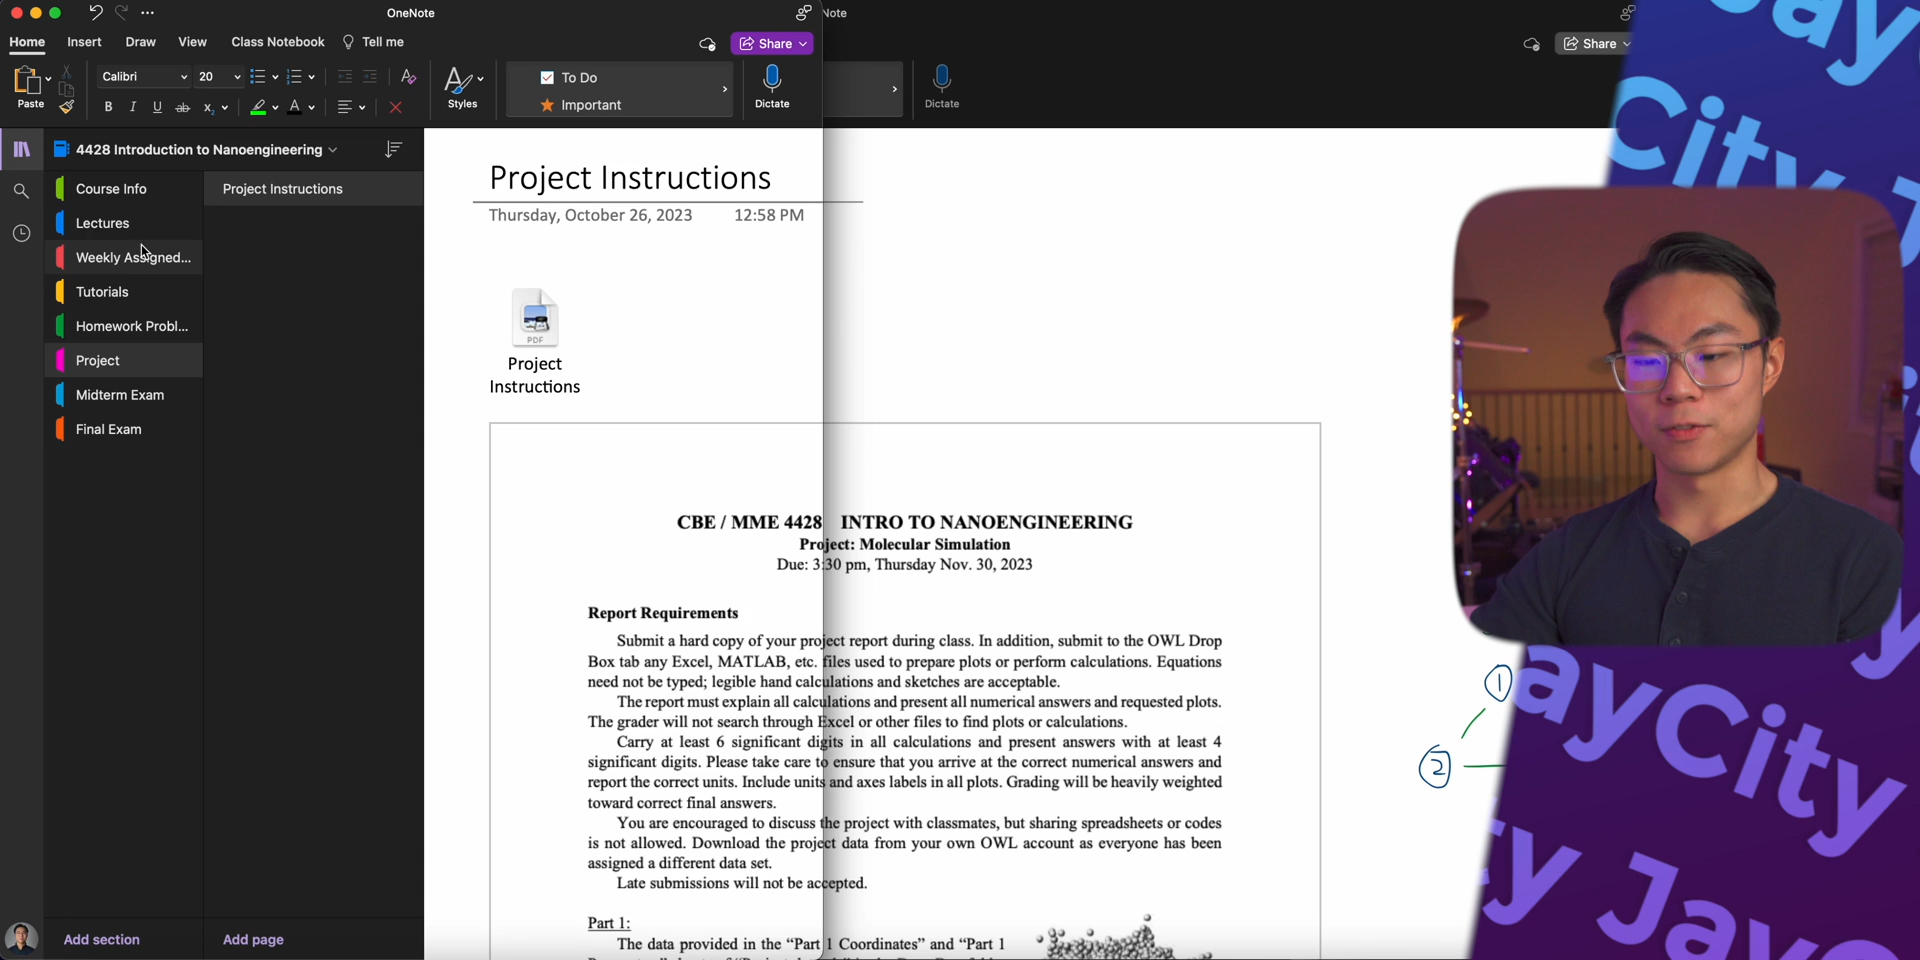 OneNote
Note
Home
Insert
Draw
View
Class Notebook
Tell me
Share
Share
Paste
Calibri
20
B
I
U
ab
x₂
A
Styles
To Do
Important
Dictate
Dictate
4428 Introduction to Nanoengineering
Course Info
Lectures
Weekly Assigned...
Tutorials
Homework Probl...
Project
Midterm Exam
Final Exam
Add section
Project Instructions
Add page
Project Instructions
Thursday, October 26, 2023
12:58 PM
PDF
Project
Instructions
CBE / MME 4428 INTRO TO NANOENGINEERING
Project: Molecular Simulation
Due: 3:30 pm, Thursday Nov. 30, 2023
Report Requirements
Submit a hard copy of your project report during class. In addition, submit to the OWL Drop
Box tab any Excel, MATLAB, etc. files used to prepare plots or perform calculations. Equations
need not be typed; legible hand calculations and sketches are acceptable.
The report must explain all calculations and present all numerical answers and requested plots.
The grader will not search through Excel or other files to find plots or calculations.
Carry at least 6 significant digits in all calculations and present answers with at least 4
significant digits. Please take care to ensure that you arrive at the correct numerical answers and
report the correct units. Include units and axes labels in all plots. Grading will be heavily weighted
toward correct final answers.
You are encouraged to discuss the project with classmates, but sharing spreadsheets or codes
is not allowed. Download the project data from your own OWL account as everyone has been
assigned a different data set.
Late submissions will not be accepted.
Part 1:
The data provided in the “Part 1 Coordinates” and “Part 1
1
2
ayCity
City J
ayCity
ty JayC